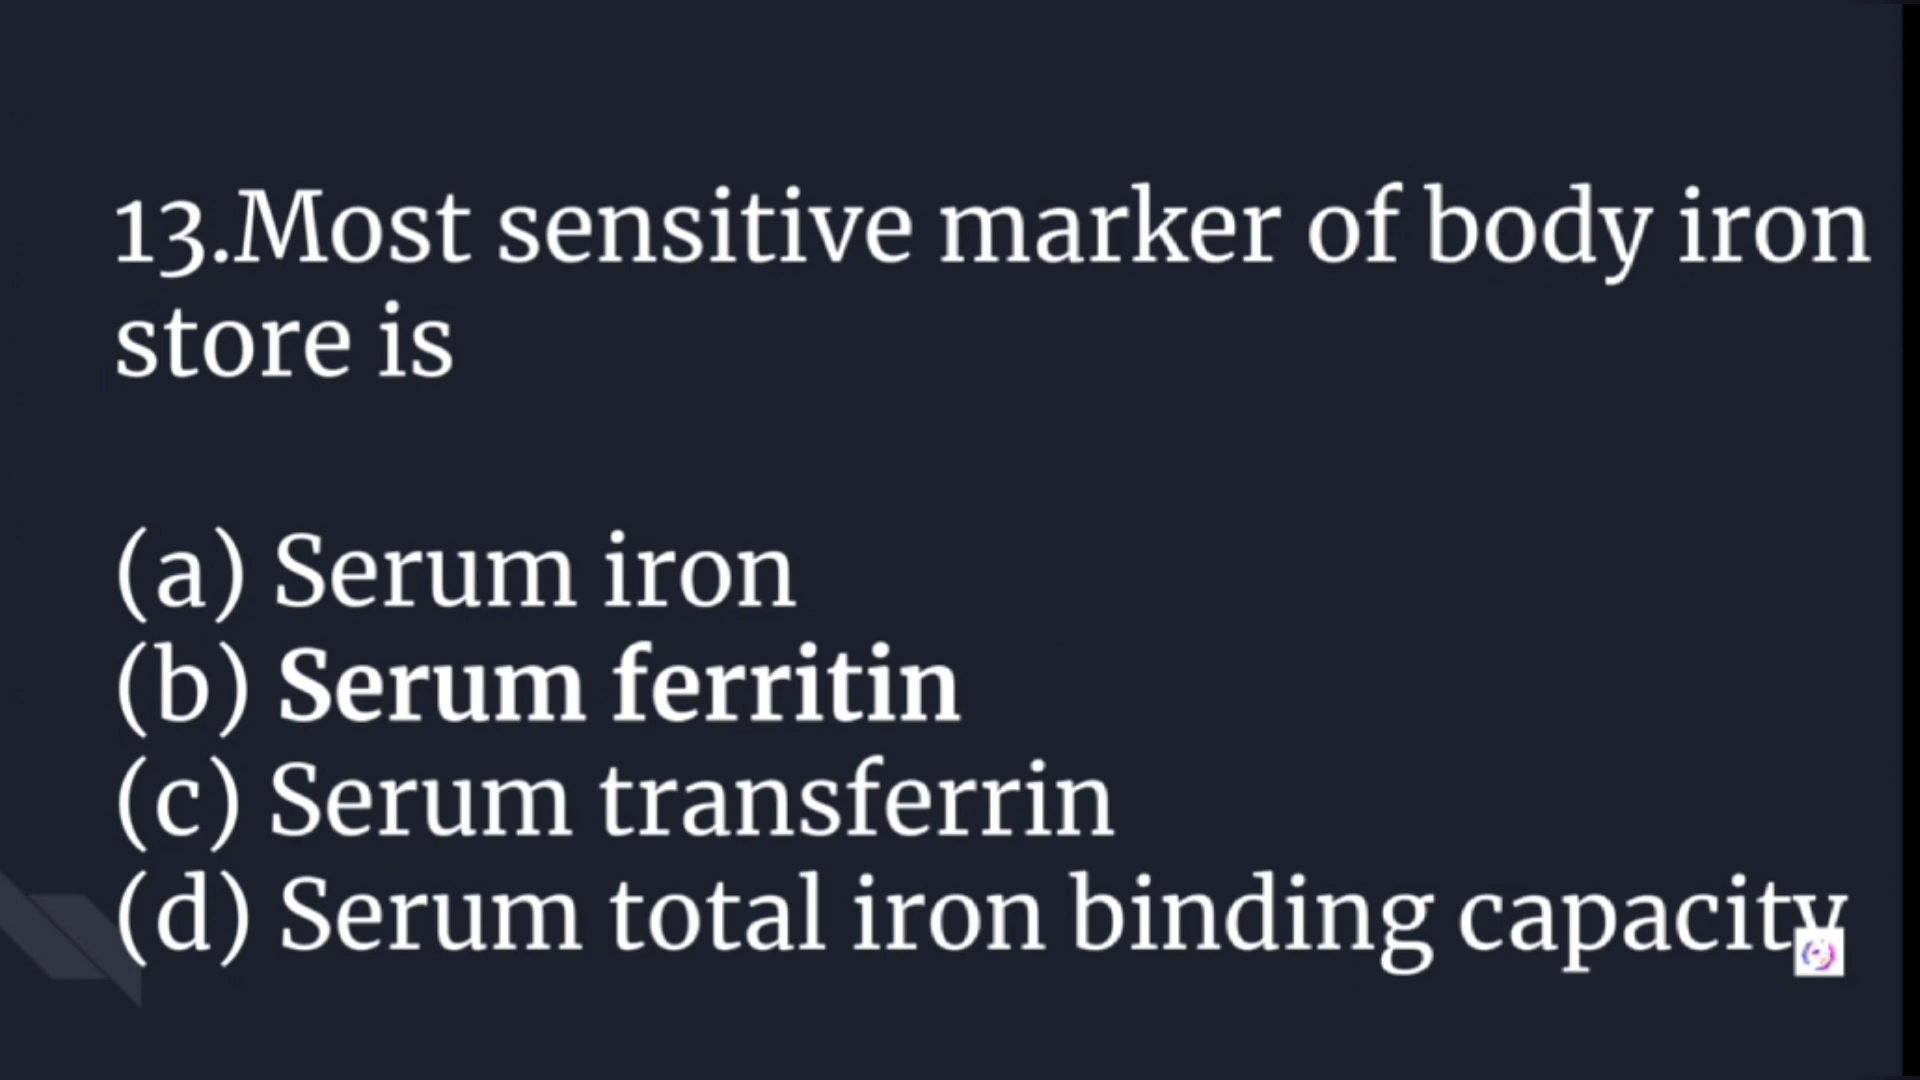 13.Most sensitive marker of body iron
store is
(a) Serum iron
(b) Serum ferritin
(c) Serum transferrin
(d) Serum total iron binding capacity